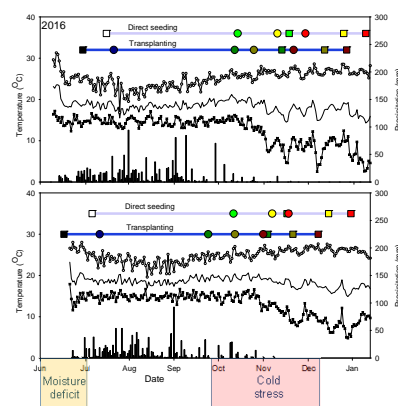 2016
Direct seeding
Transplanting
Temperature (°C)
Precipitation (mm)
40
30
20
10
0
300
250
200
150
100
50
0
Direct seeding
Transplanting
Temperature (°C)
Precipitation (mm)
40
30
20
10
0
300
250
200
150
100
50
0
Jun Jul Aug Sep Oct Nov Dec Jan
Date
Moisture
deficit
Cold
stress